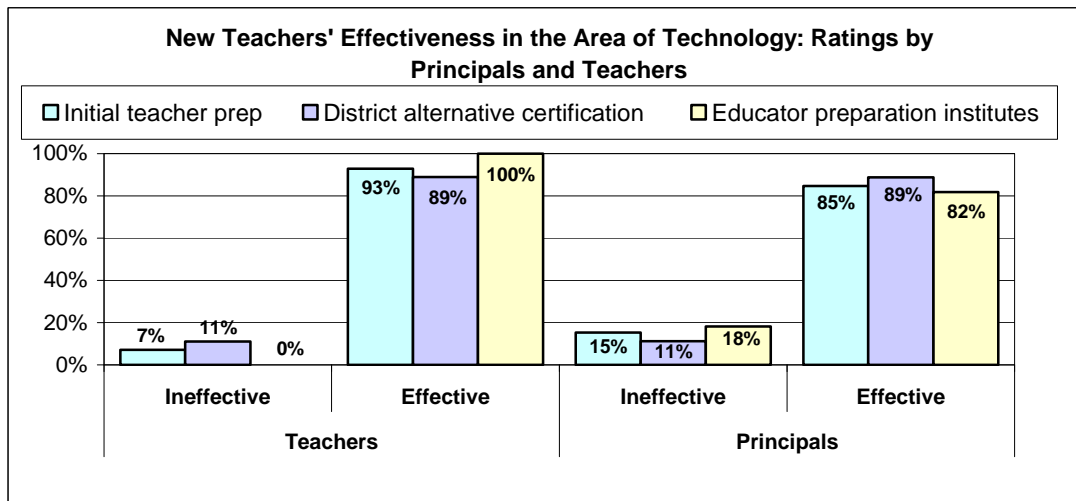 New Teachers' Effectiveness in the Area of Technology: Ratings by
Principals and Teachers
Initial teacher prep District alternative certification Educator preparation institutes
100%
80%
60%
40%
20%
0%
7% 11% 0% 93% 89% 100% 15% 11% 18% 85% 89% 82%
Ineffective Effective Ineffective Effective
Teachers Principals